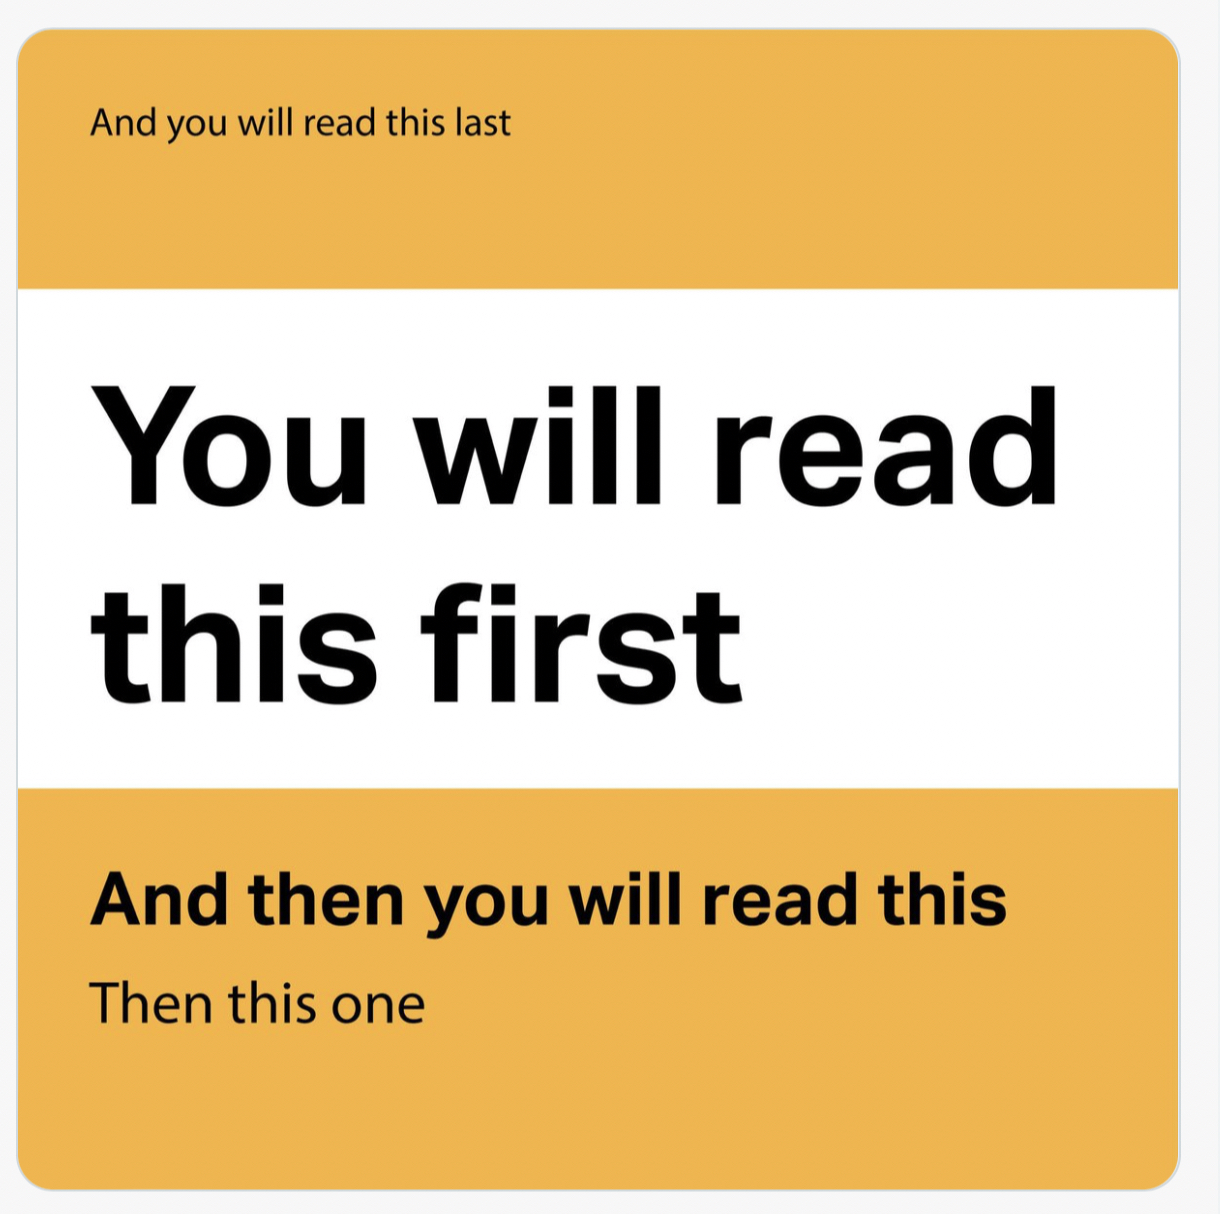 And you will read this last
You will read
this first
And then you will read this
Then this one